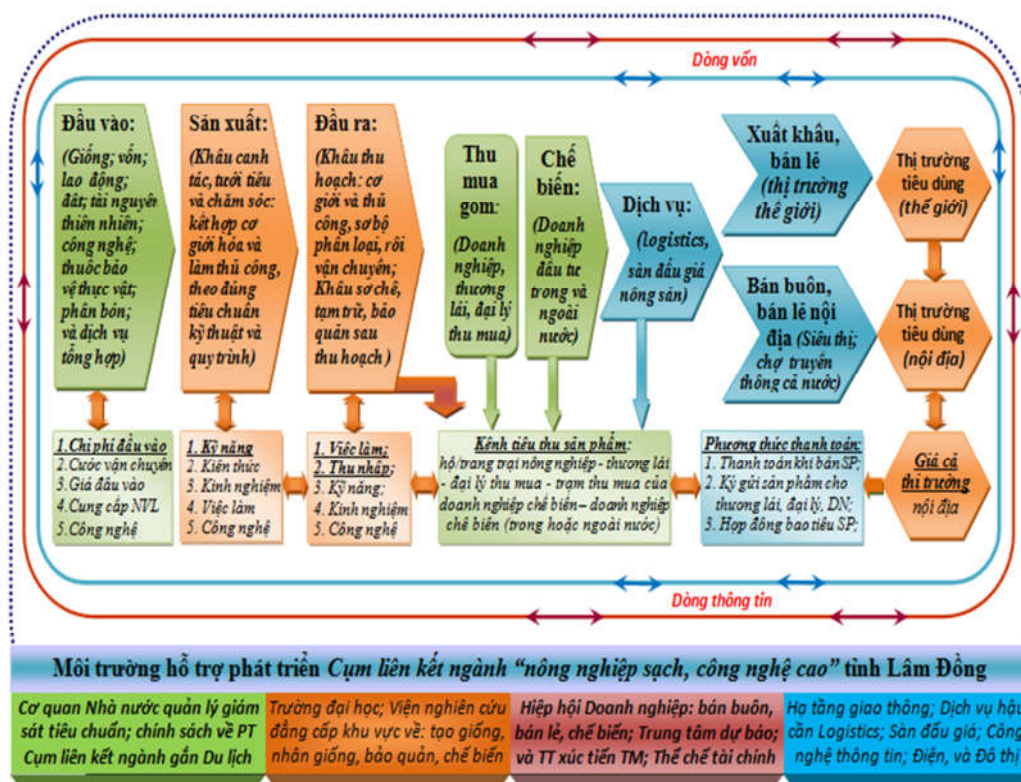 Dòng vốn
Đầu vào:
(Giống; vốn;
lao động;
đất; tài nguyên
thiên nhiên;
công nghệ;
thuốc bảo
vệ thực vật;
phân bón;
và dịch vụ
tổng hợp)
Sản xuất:
(Khâu canh
tác, tưới tiêu
và chăm sóc:
kết hợp cơ
giới hóa và
làm thủ công,
theo đúng
tiêu chuẩn
kỹ thuật và
quy trình)
Đầu ra:
(Khâu thu
hoạch: cơ
giới và thủ
công, sơ bộ
phân loại, rồi
vận chuyển;
Khâu sơ chế,
tạm trữ, bảo
quản sau
thu hoạch)
Thu
mua
gom:
(Doanh
nghiệp,
thương
lái, đại lý
thu mua)
Chế
biến:
(Doanh
nghiệp
đầu tư
trong và
ngoài
nước)
Dịch vụ:
(logistics,
sàn đấu giá
nông sản)
Xuất khẩu,
bán lẻ
(thị trường
thế giới)
Bán buôn,
bán lẻ nội
địa (Siêu thị;
chợ truyền
thông cả nước)
Thị trường
tiêu dùng
(thế giới)
Thị trường
tiêu dùng
(nội địa)
1. Chi phí đầu vào
2. Cước vận chuyển
3. Giá đầu vào
4. Cung cấp NVL
5. Công nghệ
1. Kỹ năng
2. Kiến thức
3. Kinh nghiệm
4. Việc làm
5. Công nghệ
1. Việc làm;
2. Thu nhập;
3. Kỹ năng;
4. Kinh nghiệm
5. Công nghệ
Kênh tiêu thu sản phẩm:
hộ/trang trại nông nghiệp - thương lái
- đại lý thu mua - trạm thu mua của
doanh nghiệp chế biến– doanh nghiệp
chế biến (trong hoặc ngoài nước)
Phương thức thanh toán:
1. Thanh toán khi bán SP;
2. Ký gửi sản phẩm cho
thương lái, đại lý, DN;
3. Hợp đồng bao tiêu SP;
Giá cả
thị trường
nội địa
Dòng thông tin
Môi trường hỗ trợ phát triển Cụm liên kết ngành “nông nghiệp sạch, công nghệ cao” tỉnh Lâm Đồng
Cơ quan Nhà nước quản lý giám
sát tiêu chuẩn; chính sách về PT
Cụm liên kết ngành gắn Du lịch
Trường đại học; Viện nghiên cứu
đẳng cấp khu vực về: tạo giống,
nhân giống, bảo quản, chế biến
Hiệp hội Doanh nghiệp: bán buôn,
bán lẻ, chế biến; Trung tâm dự báo;
và TT xúc tiến TM; Thể chế tài chính
Hạ tầng giao thông; Dịch vụ hậu
cần Logistics; Sàn đấu giá; Công
nghệ thông tin; Điện, và Đô thị